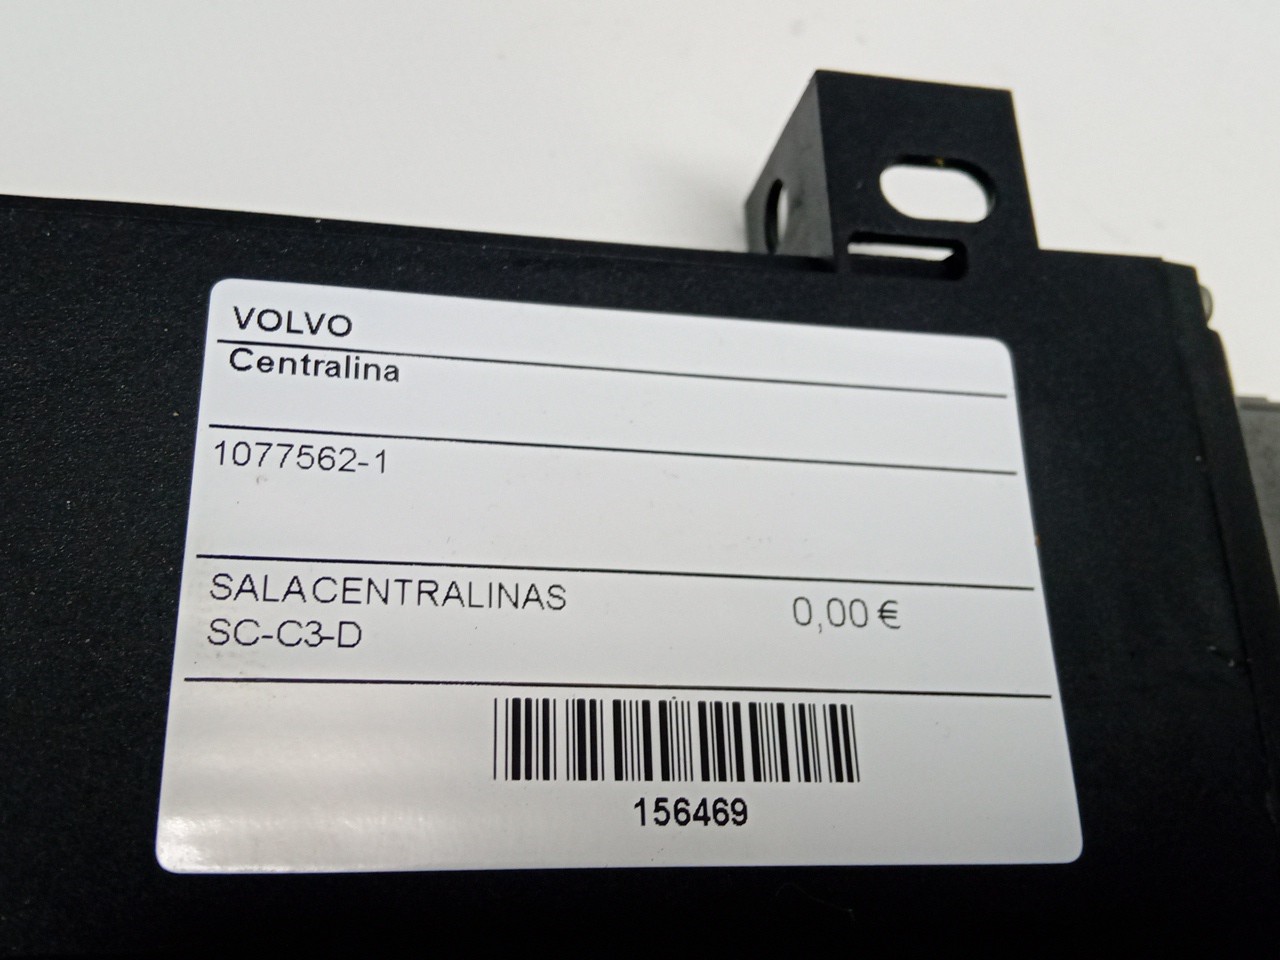 VOLVO
Centralina
1077562-1
SALACENTRALINAS
0,00 €
SC-C3-D
156469